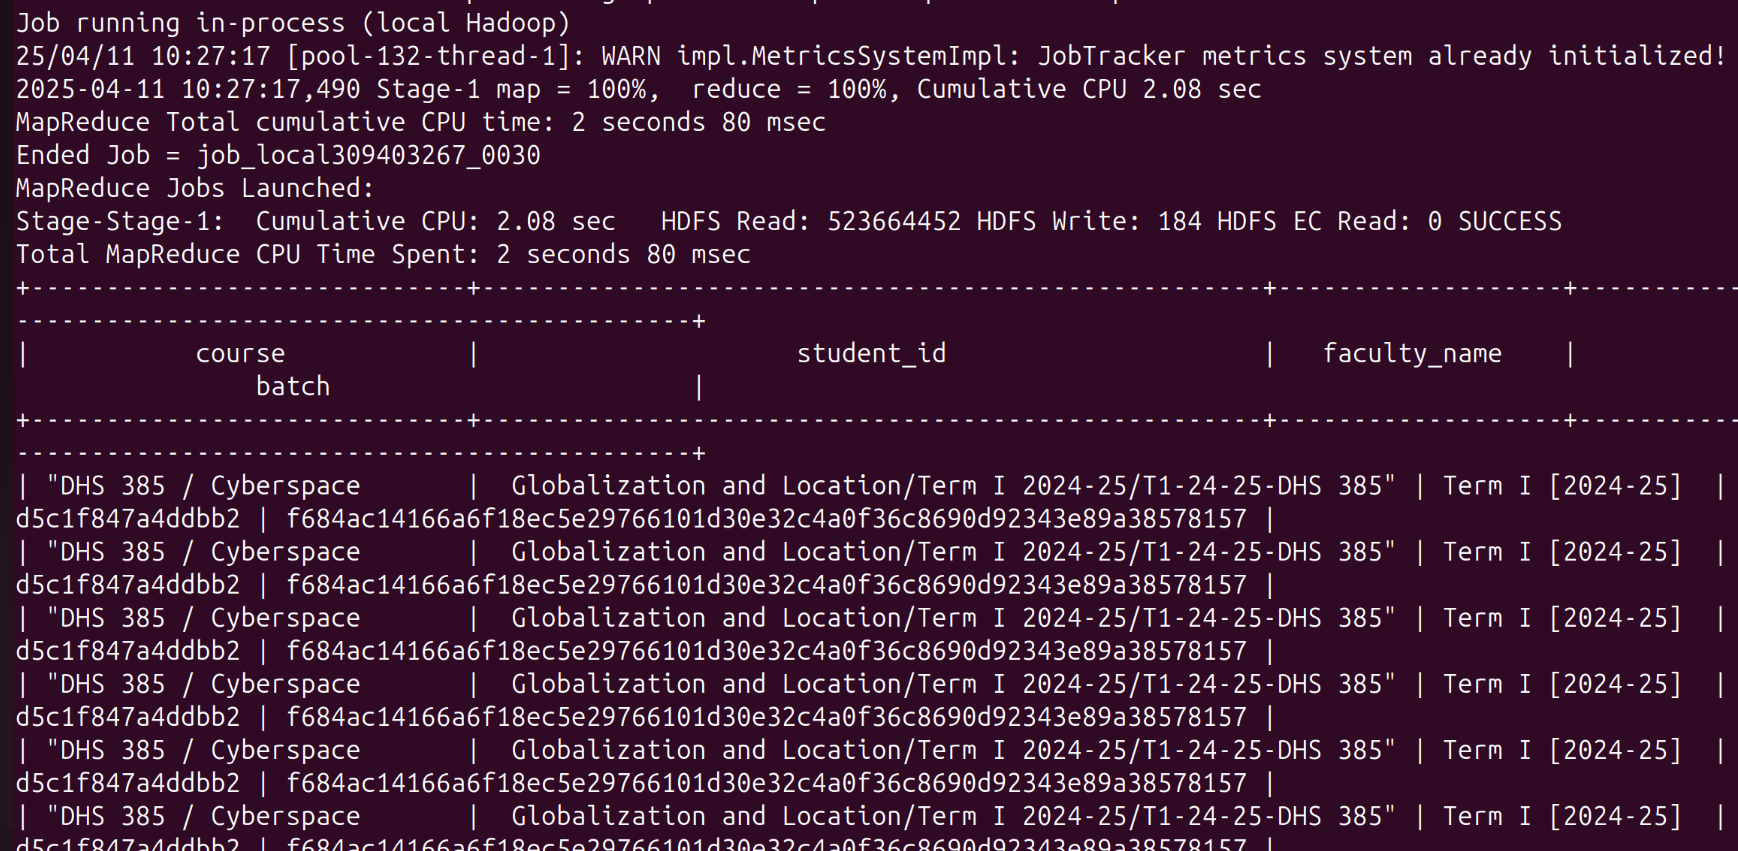 Job running in-process (local Hadoop)
25/04/11 10:27:17 [pool-132-thread-1]: WARN impl.MetricsSystemImpl: JobTracker metrics system already initialized!
2025-04-11 10:27:17,490 Stage-1 map = 100%,  reduce = 100%, Cumulative CPU 2.08 sec
MapReduce Total cumulative CPU time: 2 seconds 80 msec
Ended Job = job_local309403267_0030
MapReduce Jobs Launched:
Stage-Stage-1:  Cumulative CPU: 2.08 sec   HDFS Read: 523664452 HDFS Write: 184 HDFS EC Read: 0 SUCCESS
Total MapReduce CPU Time Spent: 2 seconds 80 msec
+-----------------------------+----------------------------------------------------+-------------------+-----------
---------------------------------------------+
|           course            |                     student_id                     |   faculty_name    |
                batch                        |
+-----------------------------+----------------------------------------------------+-------------------+-----------
---------------------------------------------+
| "DHS 385 / Cyberspace       |  Globalization and Location/Term I 2024-25/T1-24-25-DHS 385" | Term I [2024-25]  |
d5c1f847a4ddbb2 | f684ac14166a6f18ec5e29766101d30e32c4a0f36c8690d92343e89a38578157 |
| "DHS 385 / Cyberspace       |  Globalization and Location/Term I 2024-25/T1-24-25-DHS 385" | Term I [2024-25]  |
d5c1f847a4ddbb2 | f684ac14166a6f18ec5e29766101d30e32c4a0f36c8690d92343e89a38578157 |
| "DHS 385 / Cyberspace       |  Globalization and Location/Term I 2024-25/T1-24-25-DHS 385" | Term I [2024-25]  |
d5c1f847a4ddbb2 | f684ac14166a6f18ec5e29766101d30e32c4a0f36c8690d92343e89a38578157 |
| "DHS 385 / Cyberspace       |  Globalization and Location/Term I 2024-25/T1-24-25-DHS 385" | Term I [2024-25]  |
d5c1f847a4ddbb2 | f684ac14166a6f18ec5e29766101d30e32c4a0f36c8690d92343e89a38578157 |
| "DHS 385 / Cyberspace       |  Globalization and Location/Term I 2024-25/T1-24-25-DHS 385" | Term I [2024-25]  |
d5c1f847a4ddbb2 | f684ac14166a6f18ec5e29766101d30e32c4a0f36c8690d92343e89a38578157 |
| "DHS 385 / Cyberspace       |  Globalization and Location/Term I 2024-25/T1-24-25-DHS 385" | Term I [2024-25]  |
d5c1f847a4ddbb2 | f684ac14166a6f18ec5e29766101d30e32c4a0f36c8690d92343e89a38578157 |